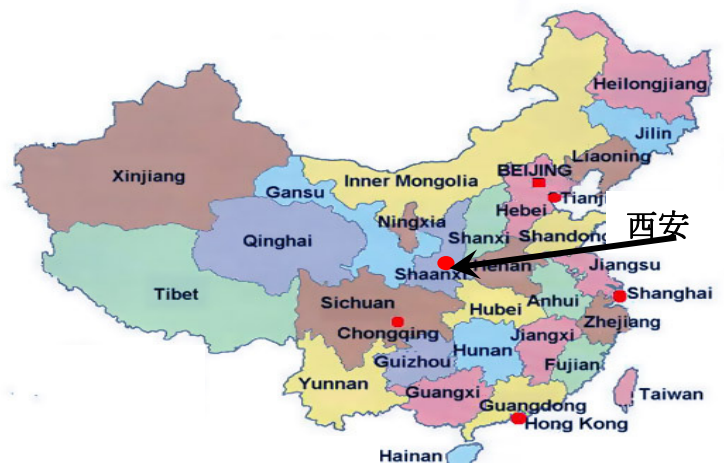 Heilongjiang
Jilin
Liaoning
BEIJING
Tianj
Inner Mongolia
Xinjiang
Gansu
Ningxia
Hebei
西安
Qinghai
Shanxi
Shandong
Shaanxi
Henan
Jiangsu
Tibet
Sichuan
Anhui
Shanghai
Hubei
Chongqing
Zhejiang
Jiangxi
Hunan
Guizhou
Fujian
Yunnan
Guangxi
Guangdong
Taiwan
Hong Kong
Hainan